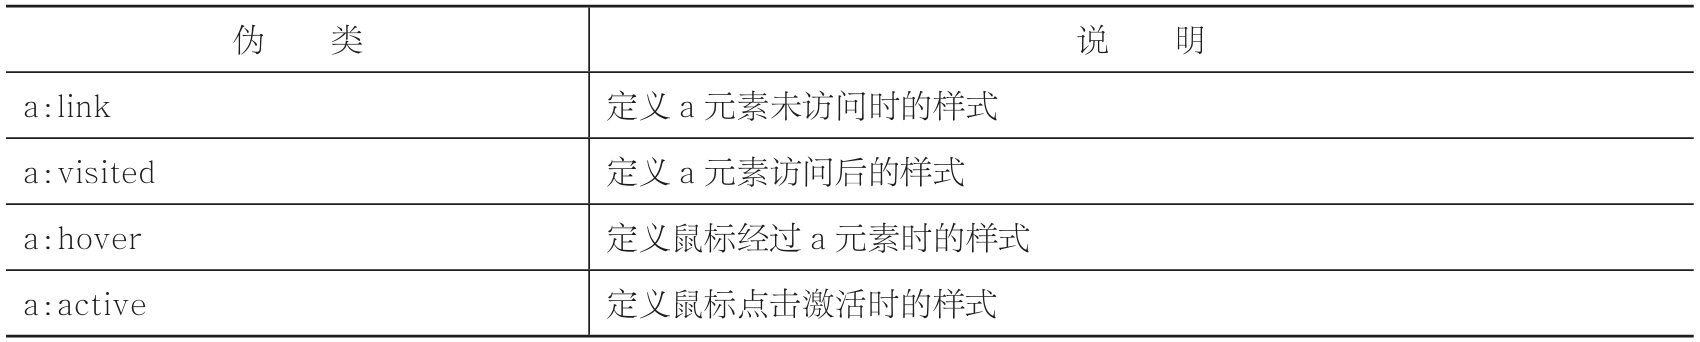 伪 类 说 明
a:link 定义 a 元素未访问时的样式
a:visited 定义 a 元素访问后的样式
a:hover 定义鼠标经过 a 元素时的样式
a:active 定义鼠标点击激活时的样式